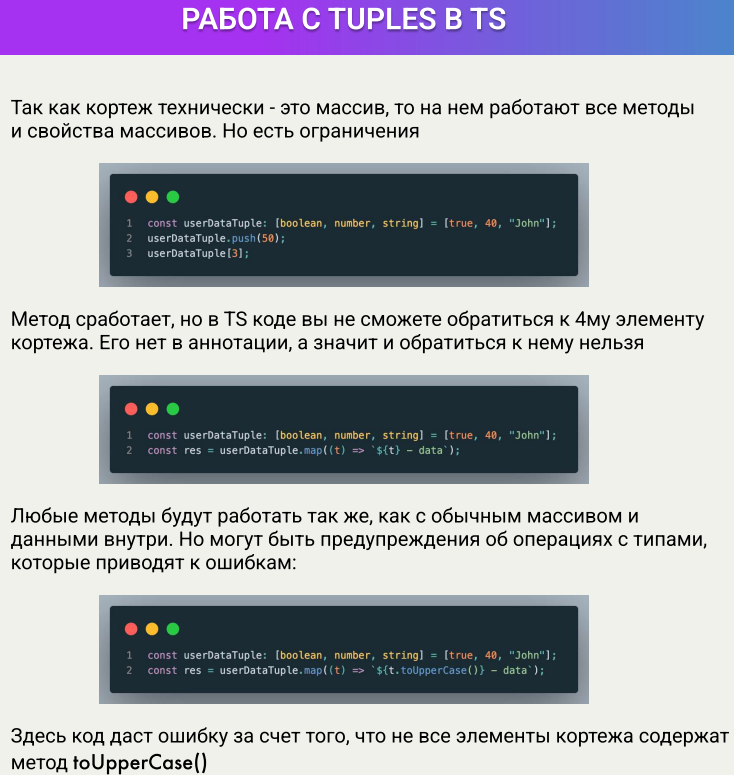 РАБОТА С TUPLES В TS
Так как кортеж технически - это массив, то на нем работают все методы
и свойства массивов. Но есть ограничения
1 const userDataTuple: [boolean, number, string] = [true, 40, "John"];
2 userDataTuple.push(50);
3 userDataTuple[3];
Метод сработает, но в TS коде вы не сможете обратиться к 4му элементу
кортежа. Его нет в аннотации, а значит и обратиться к нему нельзя
1 const userDataTuple: [boolean, number, string] = [true, 40, "John"];
2 const res = userDataTuple.map((t) => `${t} - data`);
Любые методы будут работать так же, как с обычным массивом и
данными внутри. Но могут быть предупреждения об операциях с типами,
которые приводят к ошибкам:
1 const userDataTuple: [boolean, number, string] = [true, 40, "John"];
2 const res = userDataTuple.map((t) => `${t.toUpperCase()} - data`);
Здесь код даст ошибку за счет того, что не все элементы кортежа содержат
метод toUpperCase()